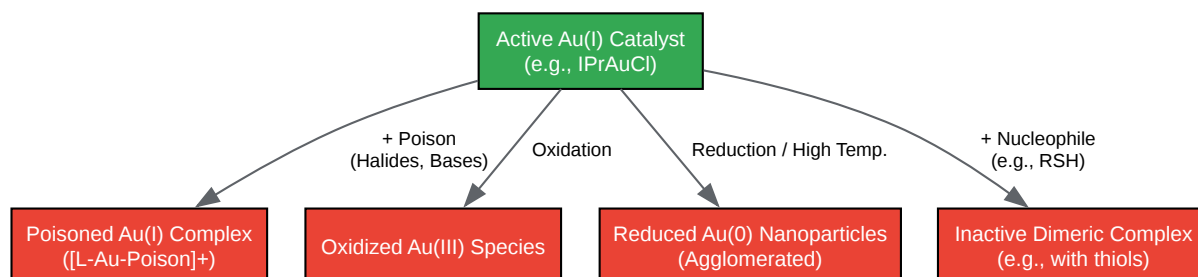 Active Au(I) Catalyst
(e.g., IPrAuCl)
+ Poison
(Halides, Bases)
Oxidation
Reduction / High Temp.
+ Nucleophile
(e.g., RSH)
Poisoned Au(I) Complex
([L-Au-Poison]+)
Oxidized Au(III) Species
Reduced Au(0) Nanoparticles
(Agglomerated)
Inactive Dimeric Complex
(e.g., with thiols)